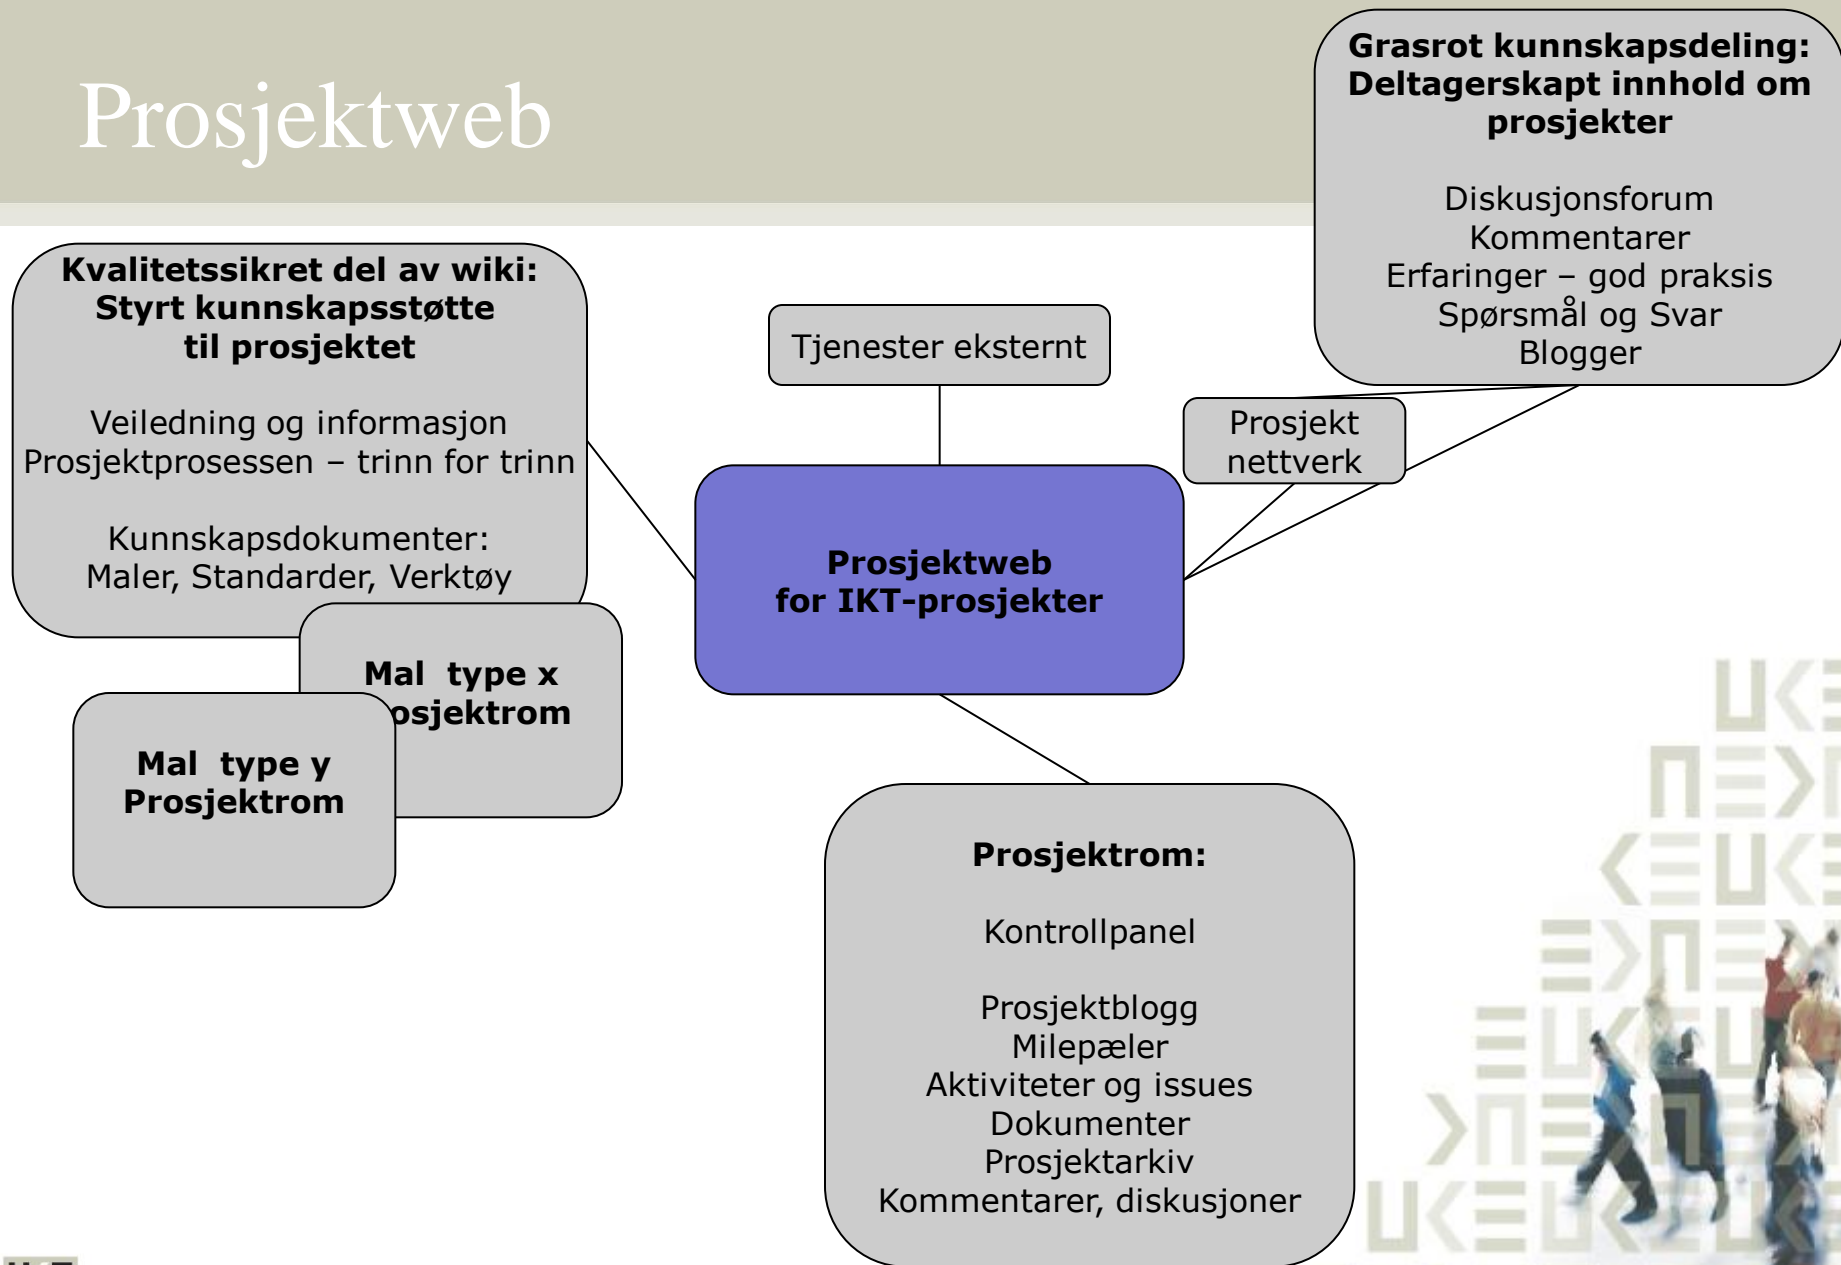 Prosjektweb
Grasrot kunnskapsdeling:
Deltagerskapt innhold om
prosjekter
Diskusjonsforum
Kommentarer
Erfaringer – god praksis
Spørsmål og Svar
Blogger
Kvalitetssikret del av wiki:
Styrt kunnskapsstøtte
til prosjektet
Veiledning og informasjon
Prosjektprosessen – trinn for trinn
Kunnskapsdokumenter:
Maler, Standarder, Verktøy
Tjenester eksternt
Prosjekt
nettverk
Prosjektweb
for IKT-prosjekter
Mal type x
osjektrom
Mal type y
Prosjektrom
Prosjektrom:
Kontrollpanel
Prosjektblogg
Milepæler
Aktiviteter og issues
Dokumenter
Prosjektarkiv
Kommentarer, diskusjoner